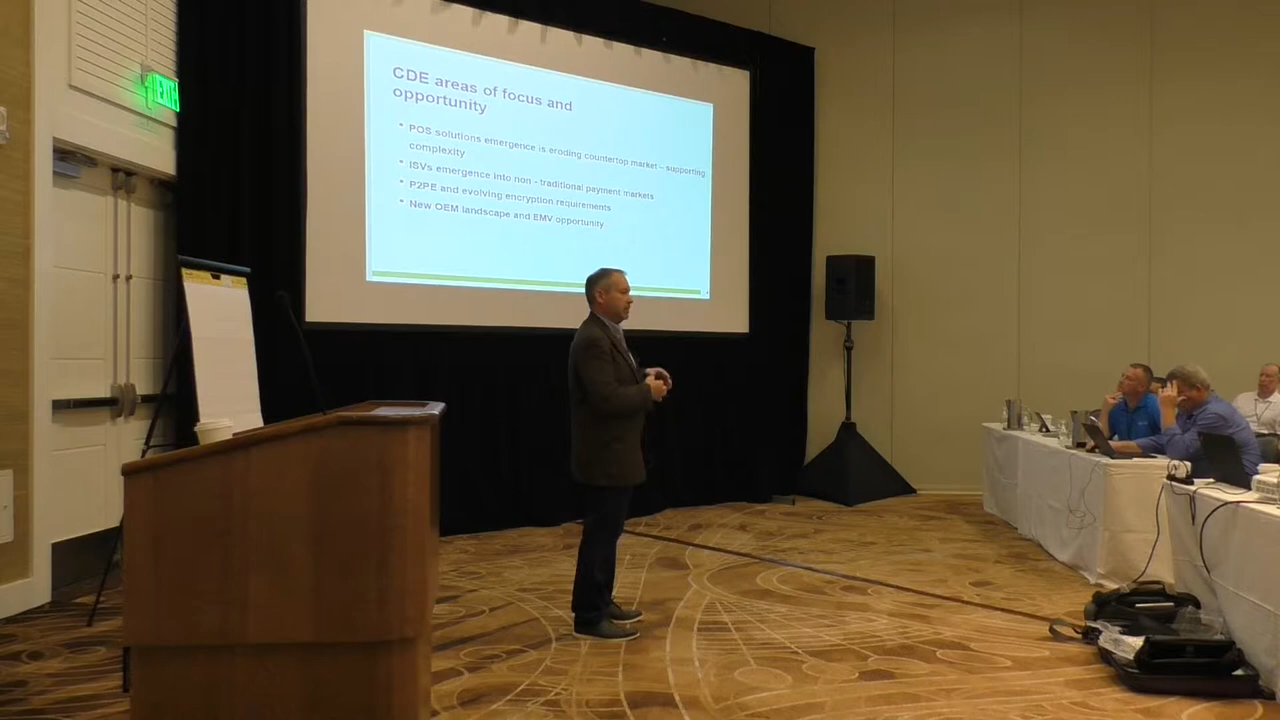 EXIT
CDE areas of focus and
opportunity
POS solutions emergence is eroding countertop market – supporting
complexity
ISVs emergence into non - traditional payment markets
P2PE and evolving encryption requirements
New OEM landscape and EMV opportunity